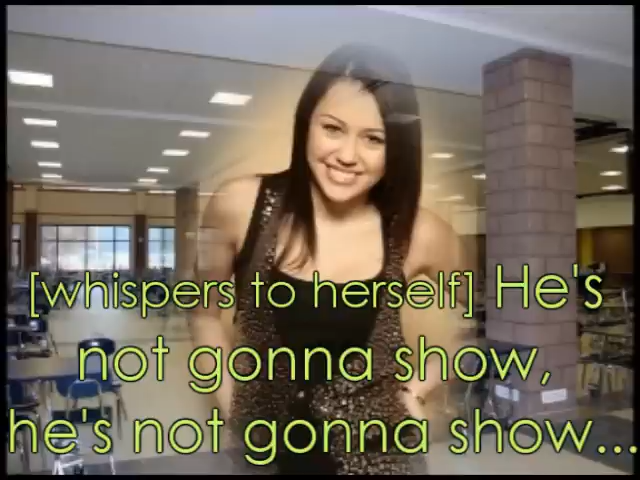 [whispers to herself] He's
not gonna show,
he's not gonna show...